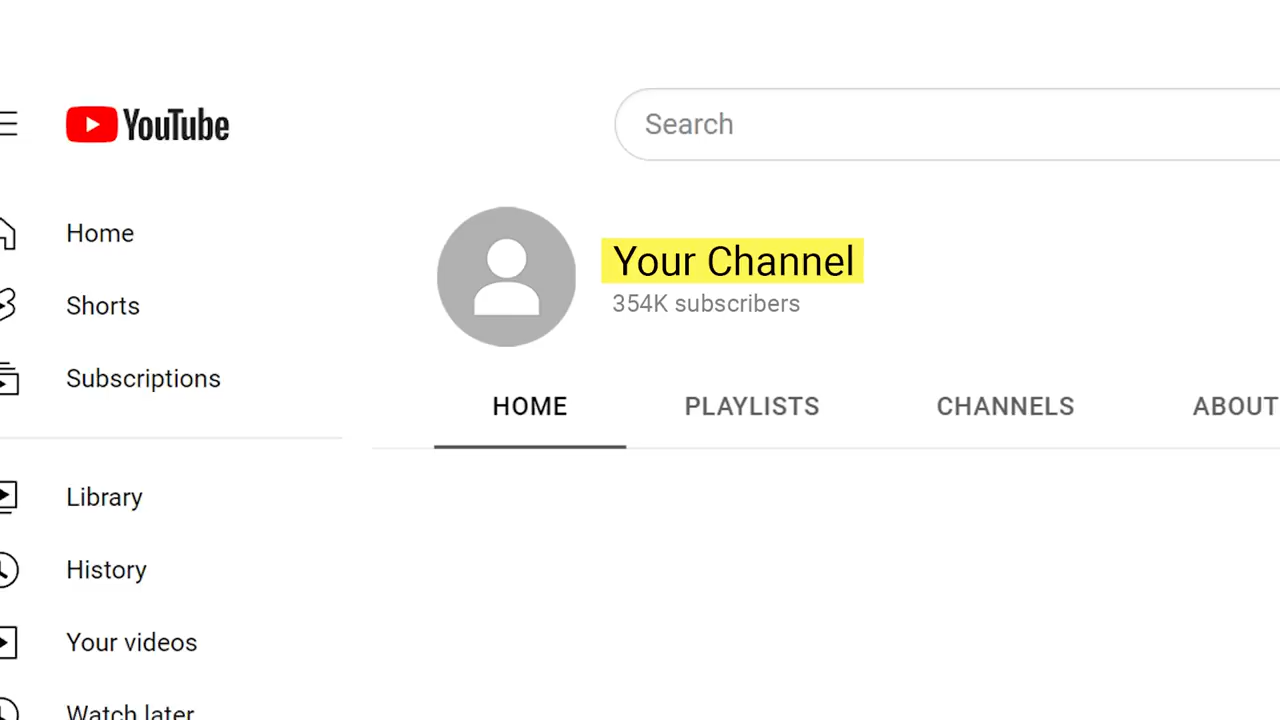 YouTube
Search
Home
Shorts
Subscriptions
Library
History
Your videos
Watch later
Your Channel
354K subscribers
HOME PLAYLISTS CHANNELS ABOUT